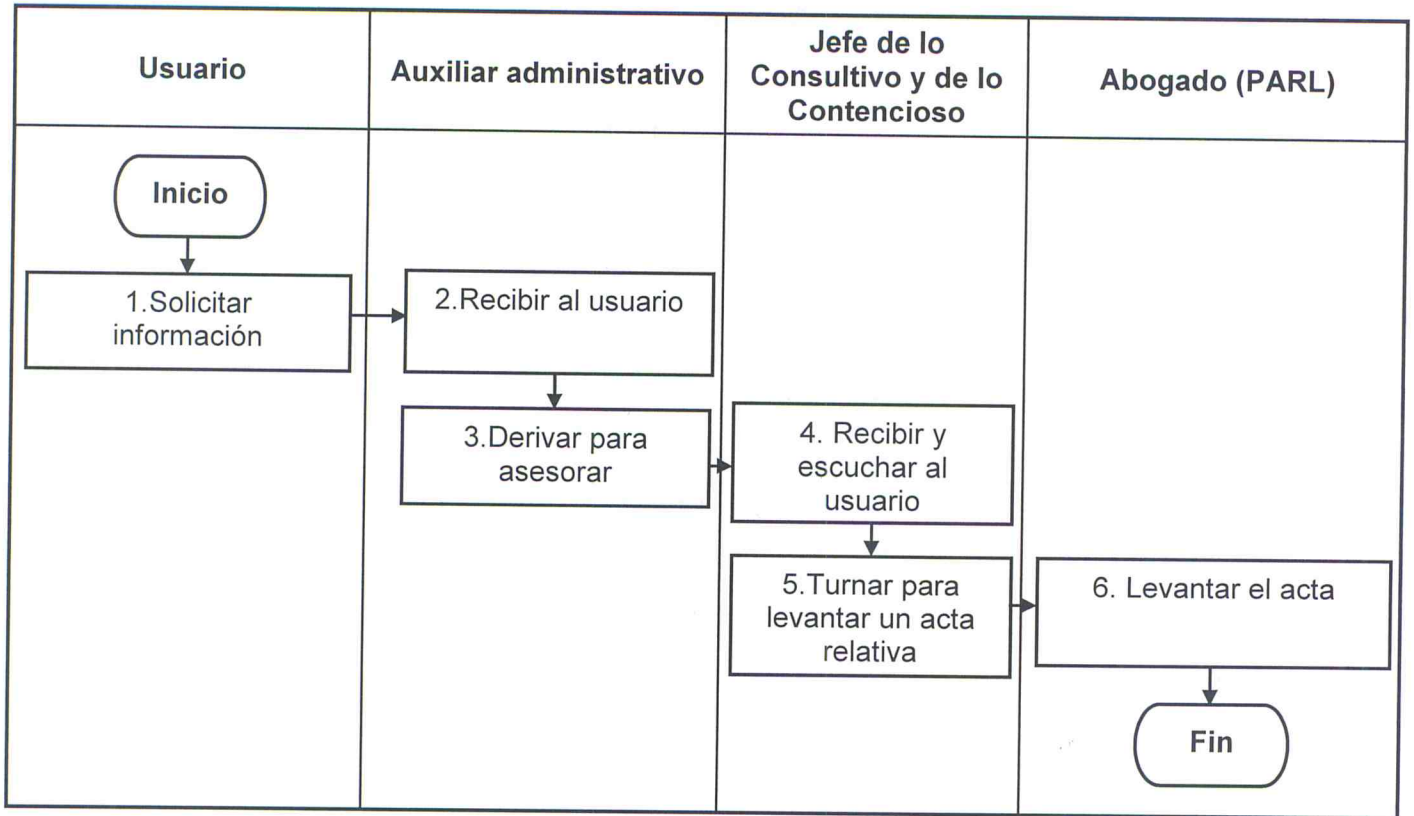 Usuario
Auxiliar administrativo
Jefe de lo
Consultivo y de lo
Contencioso
Abogado (PARL)
Inicio
1.Solicitar
información
2.Recibir al usuario
3.Derivar para
asesorar
4. Recibir y
escuchar al
usuario
5.Turnar para
levantar un acta
relativa
6. Levantar el acta
Fin